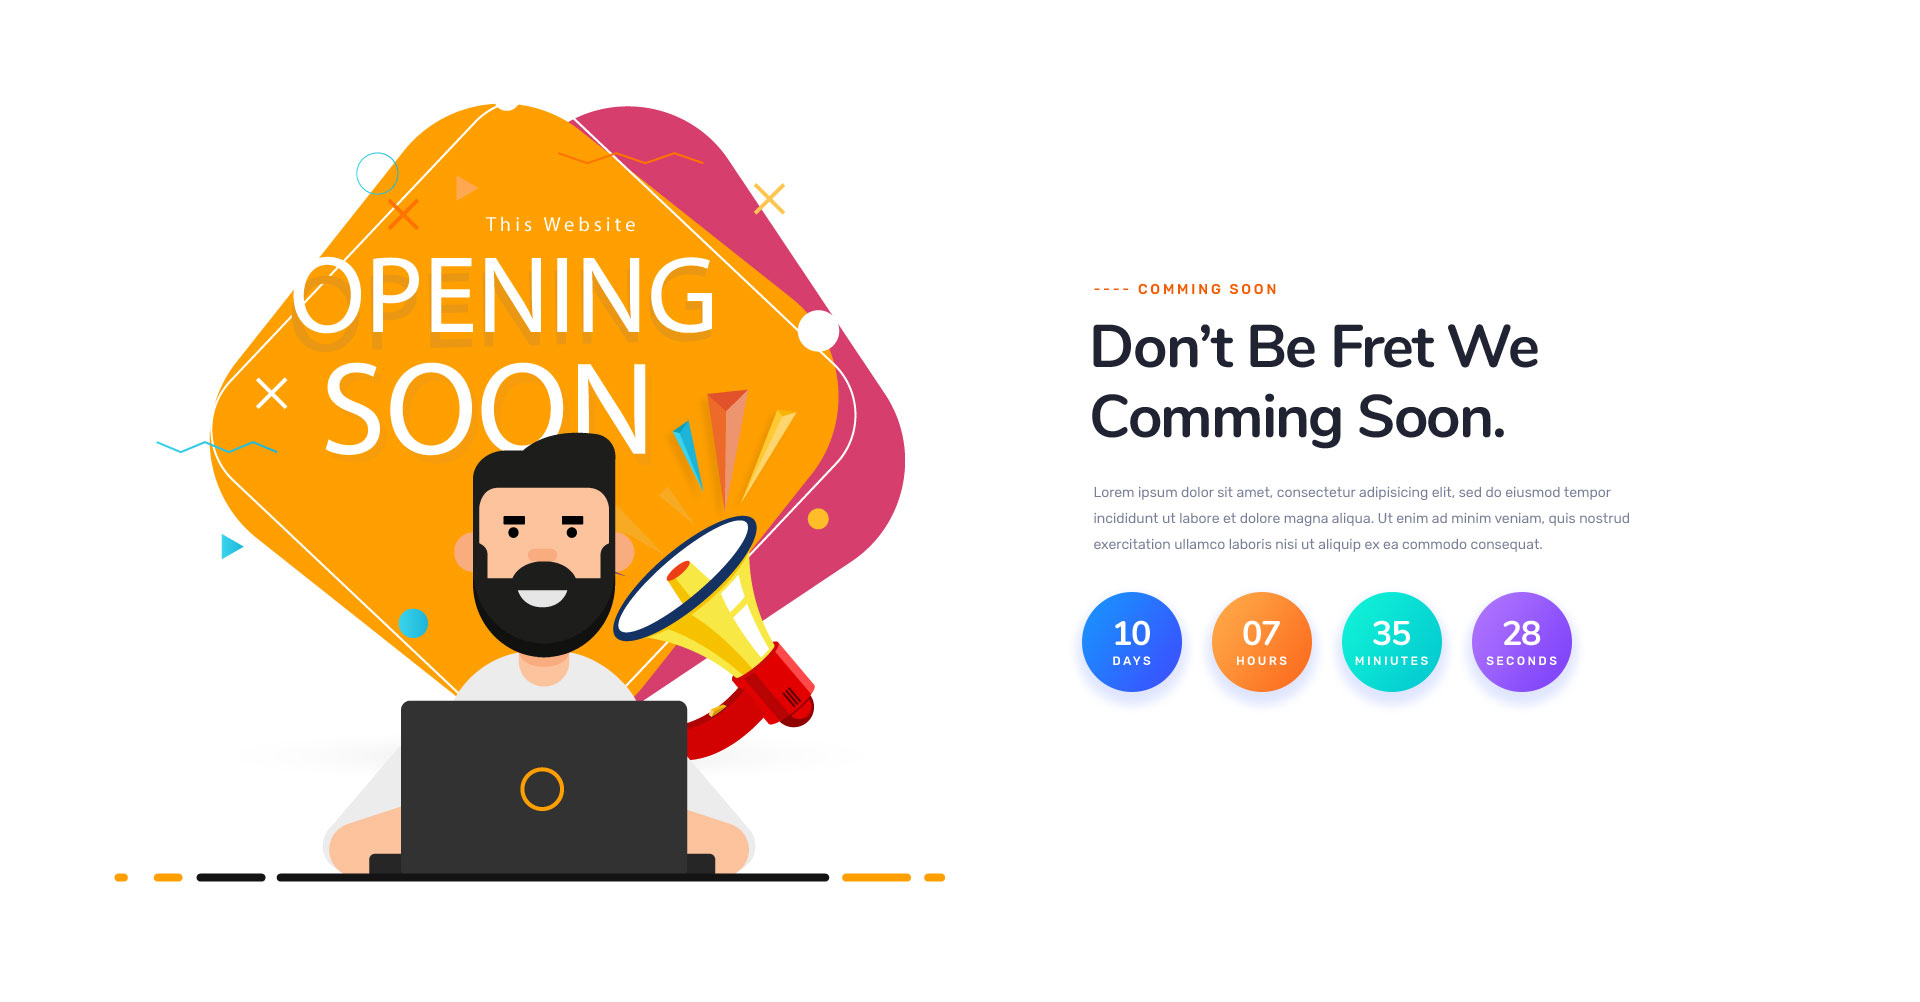 This Website
OPENING
SOON
---- COMMING SOON
Don’t Be Fret We
Comming Soon.
Lorem ipsum dolor sit amet, consectetur adipisicing elit, sed do eiusmod tempor
incididunt ut labore et dolore magna aliqua. Ut enim ad minim veniam, quis nostrud
exercitation ullamco laboris nisi ut aliquip ex ea commodo consequat.
10 07 35 28
DAYS HOURS MINIUTES SECONDS